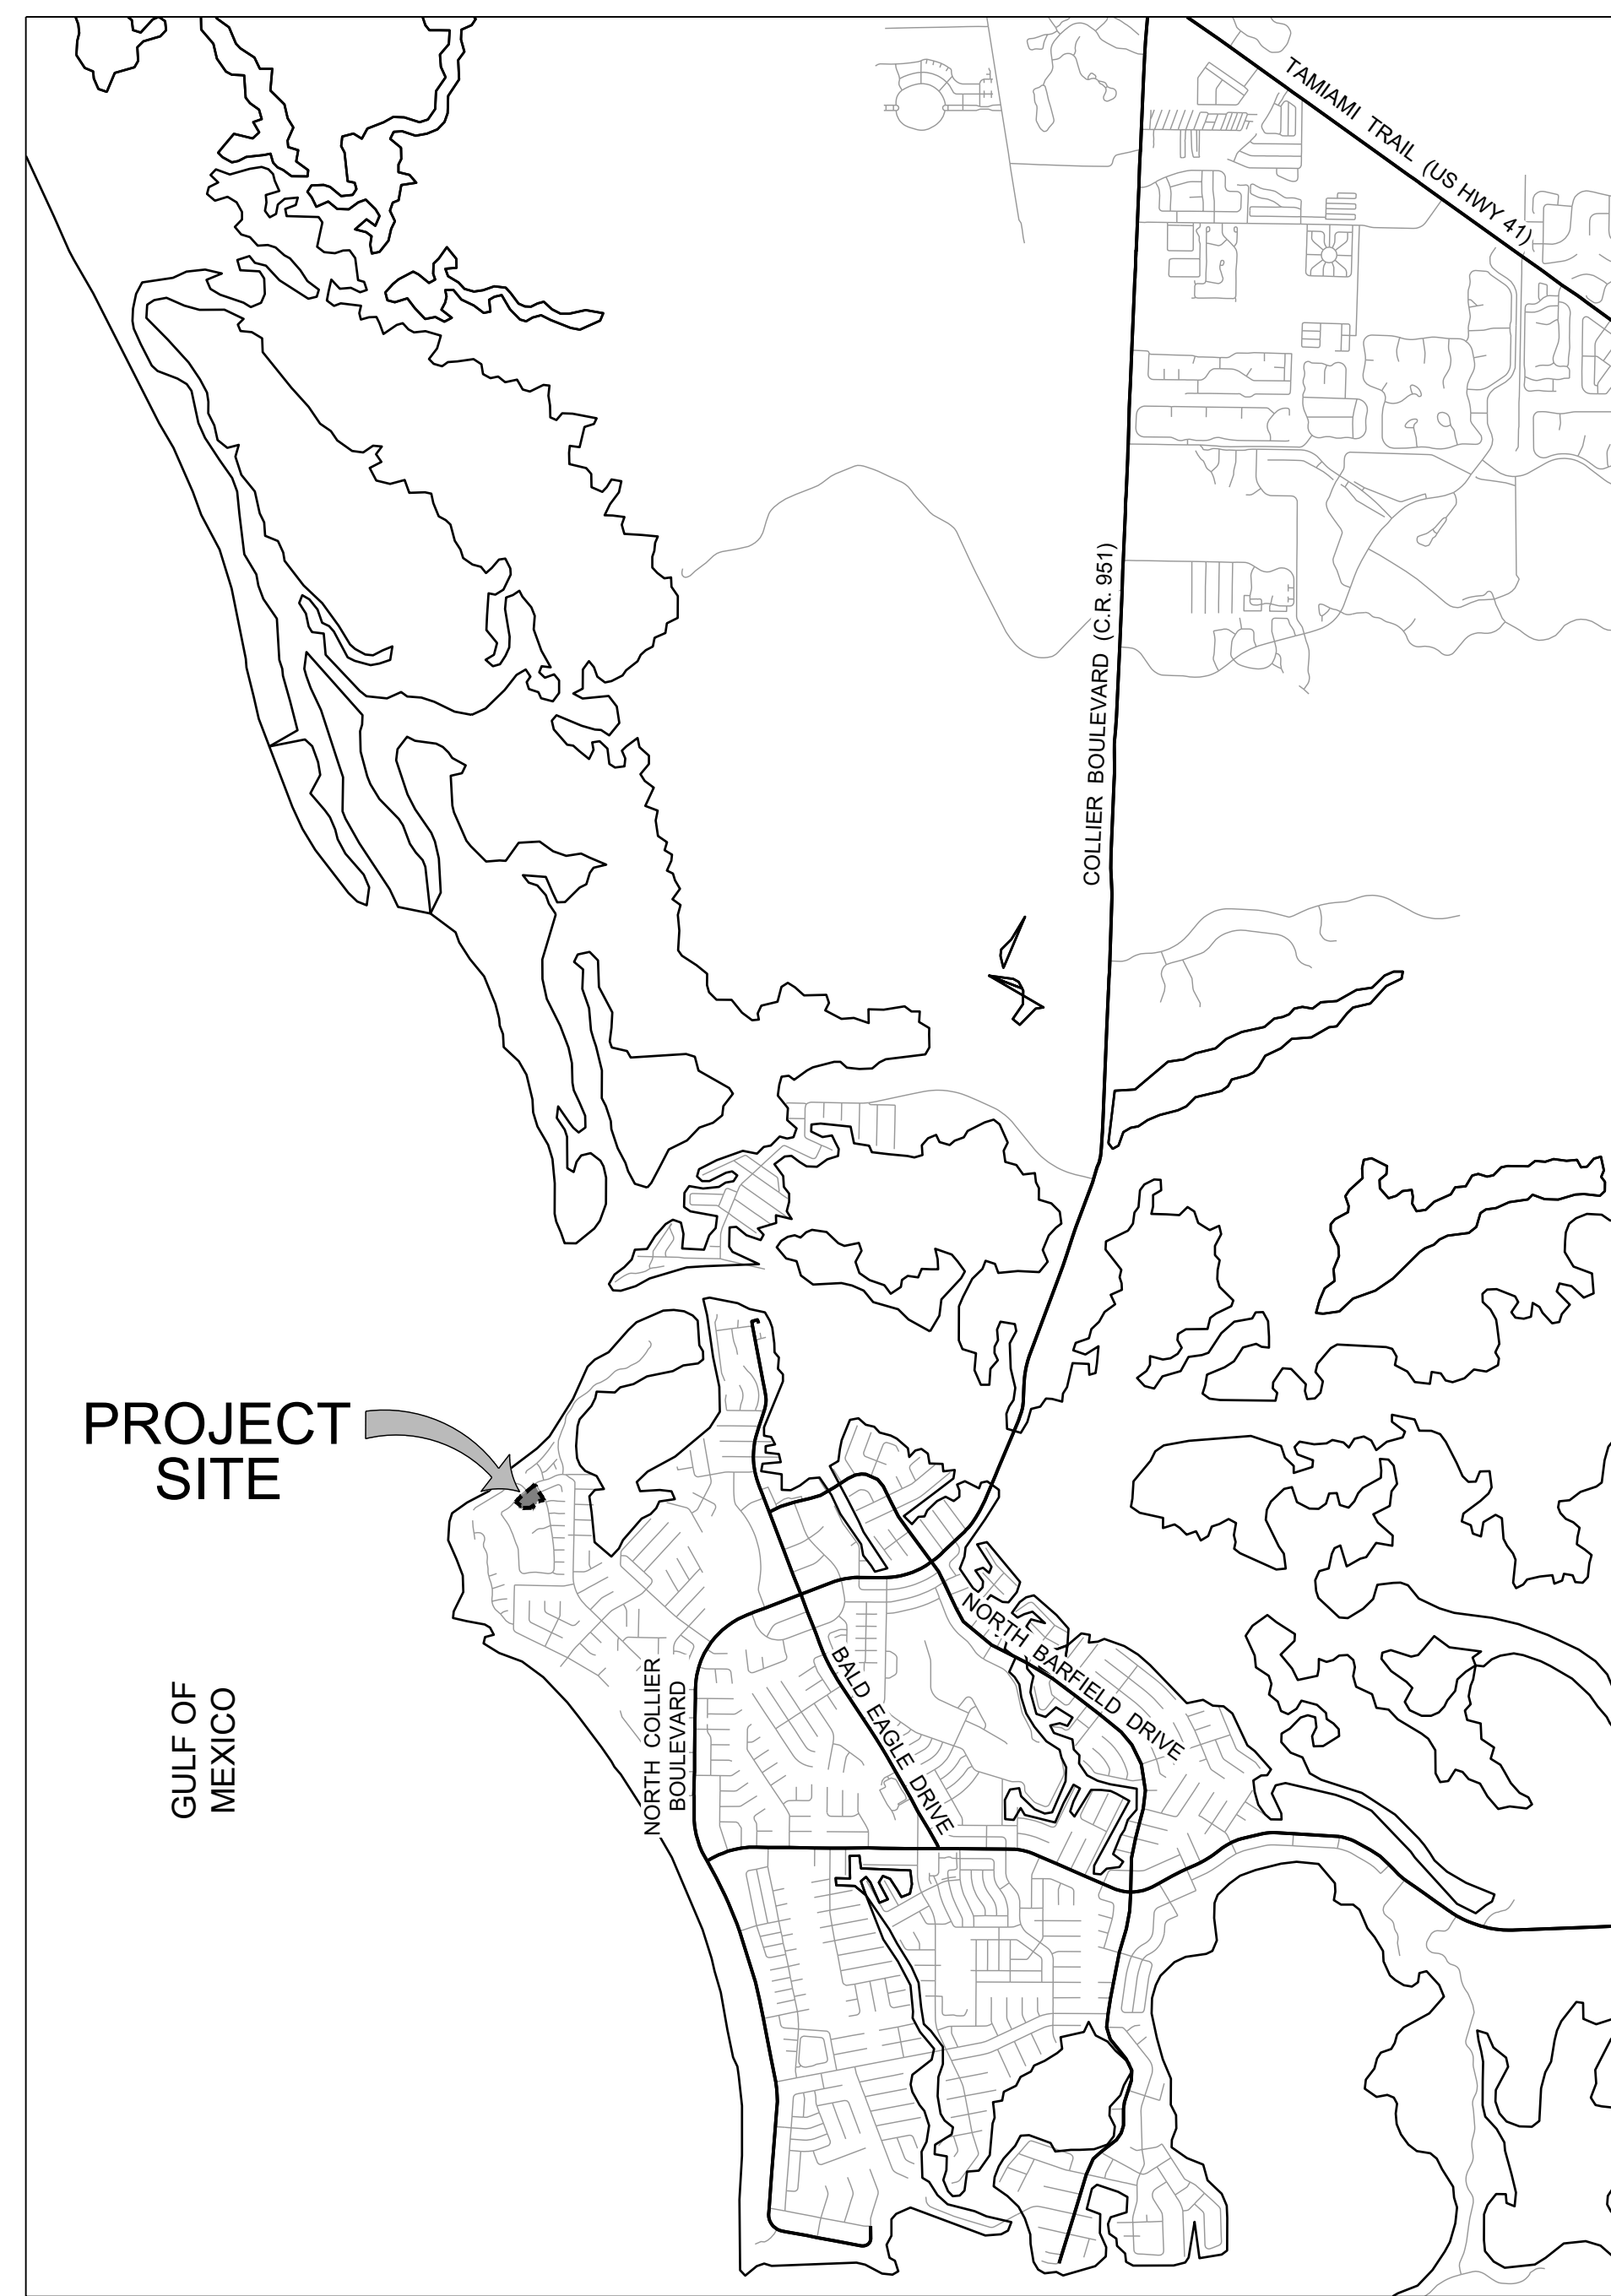 TAMIAMI TRAIL (US HWY 41)
COLLIER BOULEVARD (C.R. 951)
PROJECT
SITE
NORTH BARFIELD DRIVE
BALD EAGLE DRIVE
NORTH COLLIER
BOULEVARD
GULF OF
MEXICO